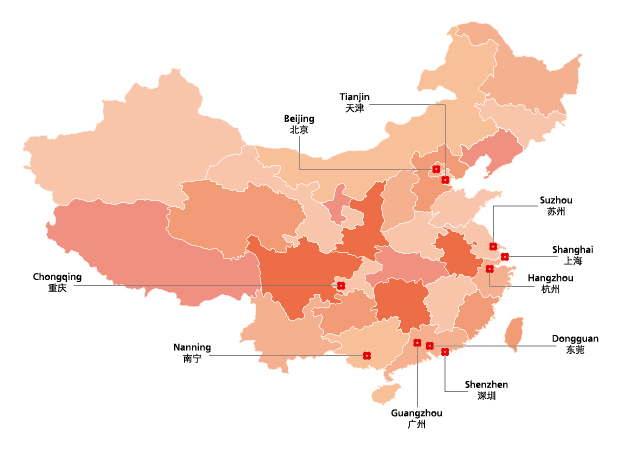 Tianjin
天津
Beijing
北京
Suzhou
苏州
Shanghai
上海
Chongqing
重庆
Hangzhou
杭州
Nanning
南宁
Dongguan
东莞
Shenzhen
深圳
Guangzhou
广州